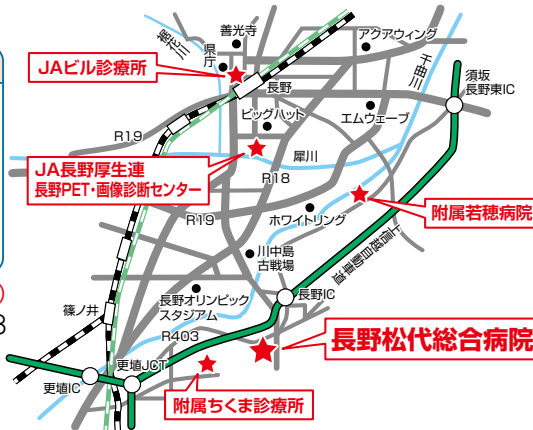 善光寺
裾花川
県庁
アクアウィング
千曲川
JAビル診療所
須坂
長野東IC
長野
ビッグハット
エムウェーブ
R19
犀川
JA長野厚生連
長野PET・画像診断センター
R18
R19
ホワイトリング
附属若穂病院
上信越自動車道
川中島
古戦場
篠ノ井
長野オリンピック
スタジアム
長野IC
R403
長野松代総合病院
更埴JCT
更埴IC
附属ちくま診療所